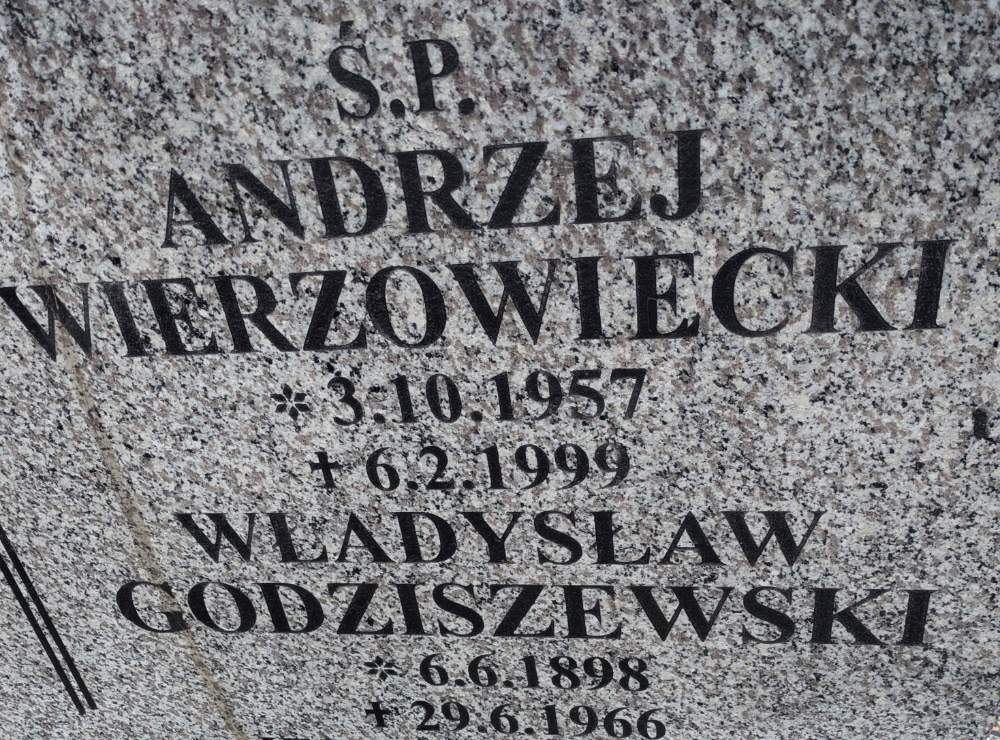 Ś.P.
ANDRZEJ
WIERZOWIECKI
* 3.10.1957
✝ 6.2.1999
WŁADYSŁAW
GODZISZEWSKI
* 6.6.1898
✝ 29.6.1966